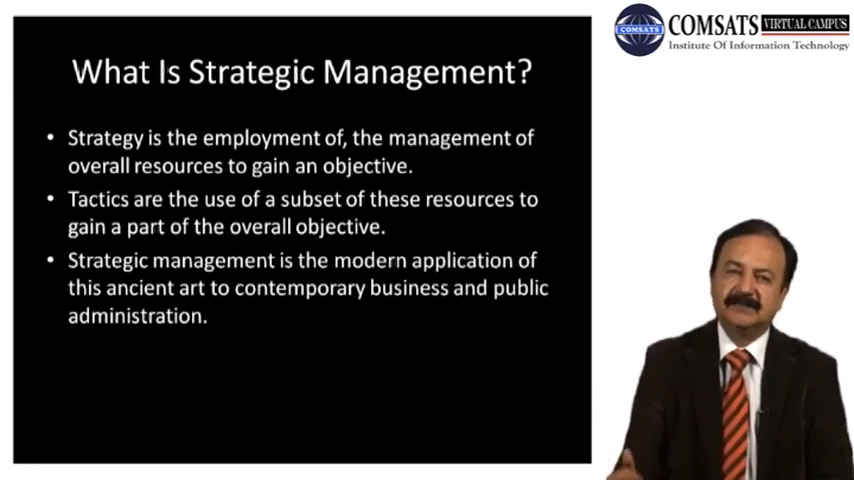 COMSATS
COMSATS VIRTUAL CAMPUS
Institute Of Information Technology
What Is Strategic Management?
• Strategy is the employment of, the management of
overall resources to gain an objective.
• Tactics are the use of a subset of these resources to
gain a part of the overall objective.
• Strategic management is the modern application of
this ancient art to contemporary business and public
administration.